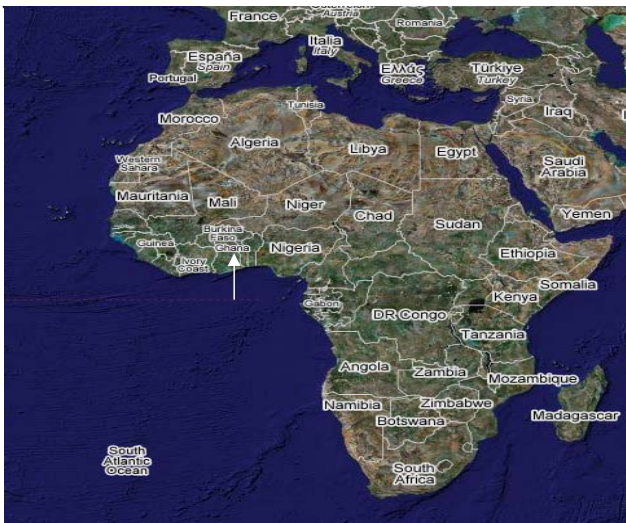 Österreich
Austria
France
Romania
Italia
Italy
España
Spain
Portugal
Ελλάς
Greece
Türkiye
Turkey
Tunisia
Syria
Iraq
Morocco
Algeria
Libya
Egypt
Western
Sahara
Saudi
Arabia
Mauritania
Mali
Niger
Chad
Sudan
Yemen
Burkina
Faso
Guinea
Ghana
Ivory
Coast
Nigeria
Ethiopia
Somalia
Gabon
DR Congo
Kenya
Tanzania
Angola
Zambia
Mozambique
Namibia
Zimbabwe
Botswana
Madagascar
South
Atlantic
Ocean
South
Africa